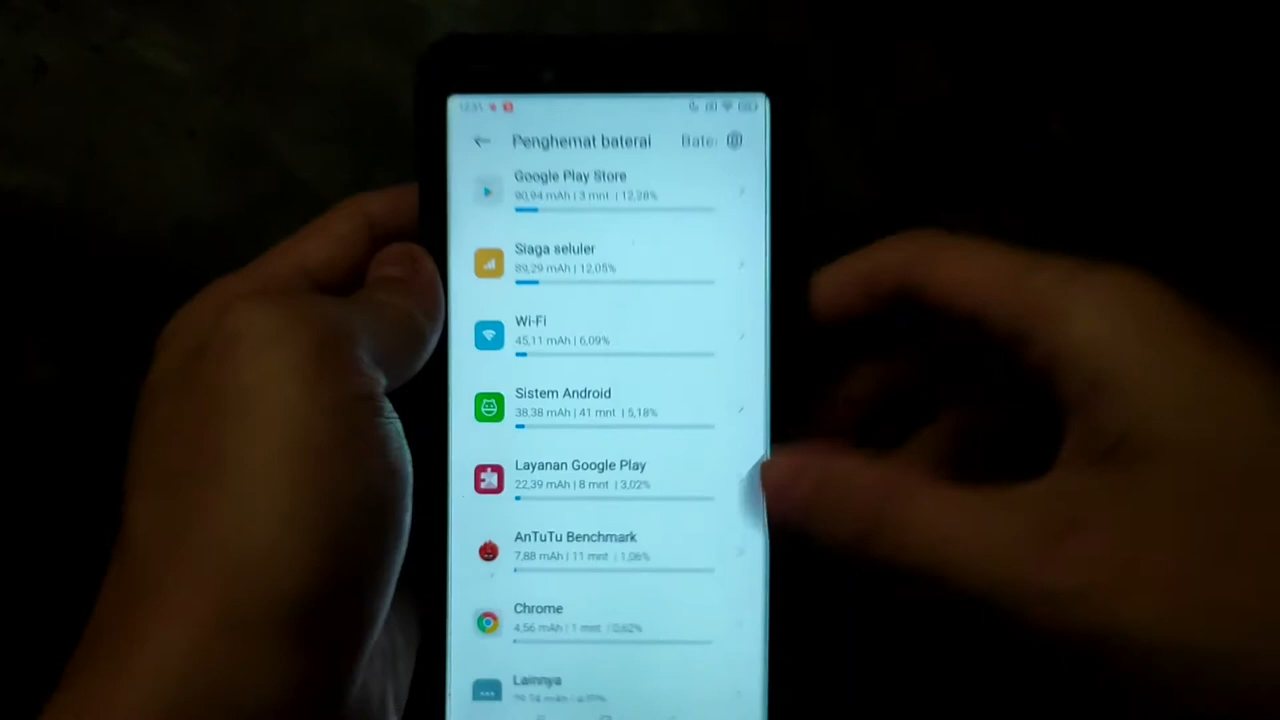 Penghemat baterai Bate
Google Play Store
90,94 mAh | 3 mnt | 12,28%
Siaga seluler
89,29 mAh | 12,05%
Wi-Fi
45,11 mAh | 6,09%
Sistem Android
38,38 mAh | 41 mnt | 5,18%
Layanan Google Play
22,39 mAh | 8 mnt | 3,02%
AnTuTu Benchmark
7,88 mAh | 11 mnt | 1,06%
Chrome
4,56 mAh | 1 mnt | 0,62%
Lainnya